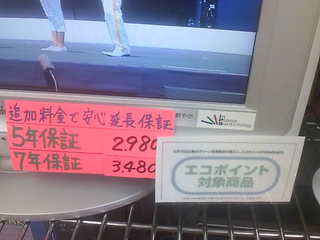 追加料金で安心延長保証
5年保証 2,980
7年保証 3,480
エコポイント
対象商品